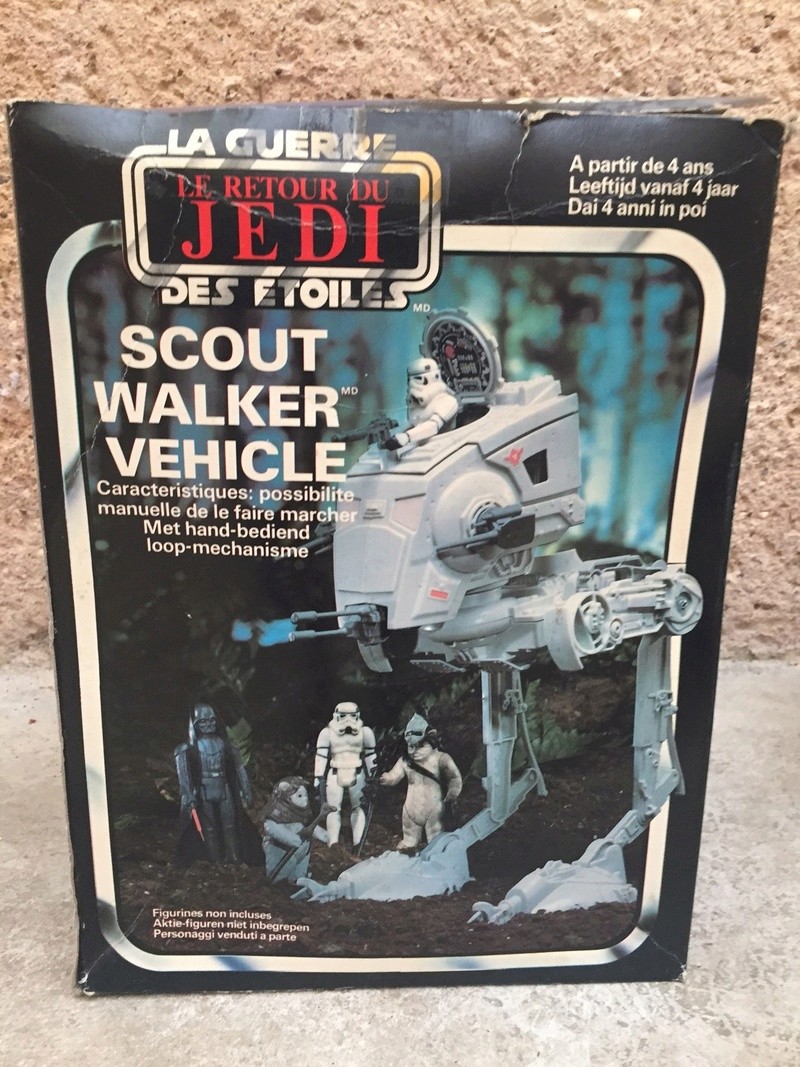 LA GUERRE
LE RETOUR DU
JEDI
DES ETOILES MD
A partir de 4 ans
Leeftijd vanaf 4 jaar
Dai 4 anni in poi
SCOUT
WALKER MD
VEHICLE
Caracteristiques: possibilite
manuelle de le faire marcher
Met hand-bediend
loop-mechanisme
Figurines non incluses
Aktie-figuren niet inbegrepen
Personaggi venduti a parte